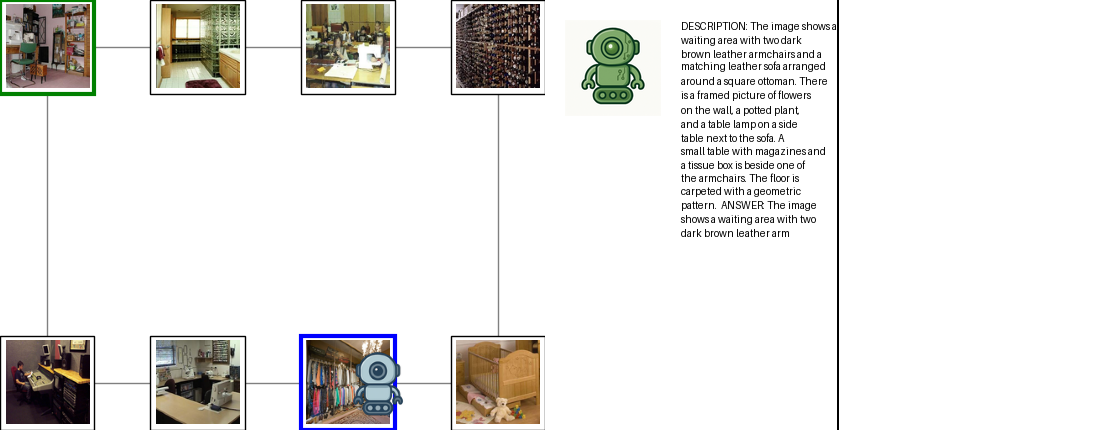 DESCRIPTION: The image shows a
waiting area with two dark
brown leather armchairs and a
matching leather sofa arranged
around a square ottoman. There
is a framed picture of flowers
on the wall, a potted plant,
and a table lamp on a side
table next to the sofa. A
small table with magazines and
a tissue box is beside one of
the armchairs. The floor is
carpeted with a geometric
pattern.  ANSWER: The image
shows a waiting area with two
dark brown leather arm